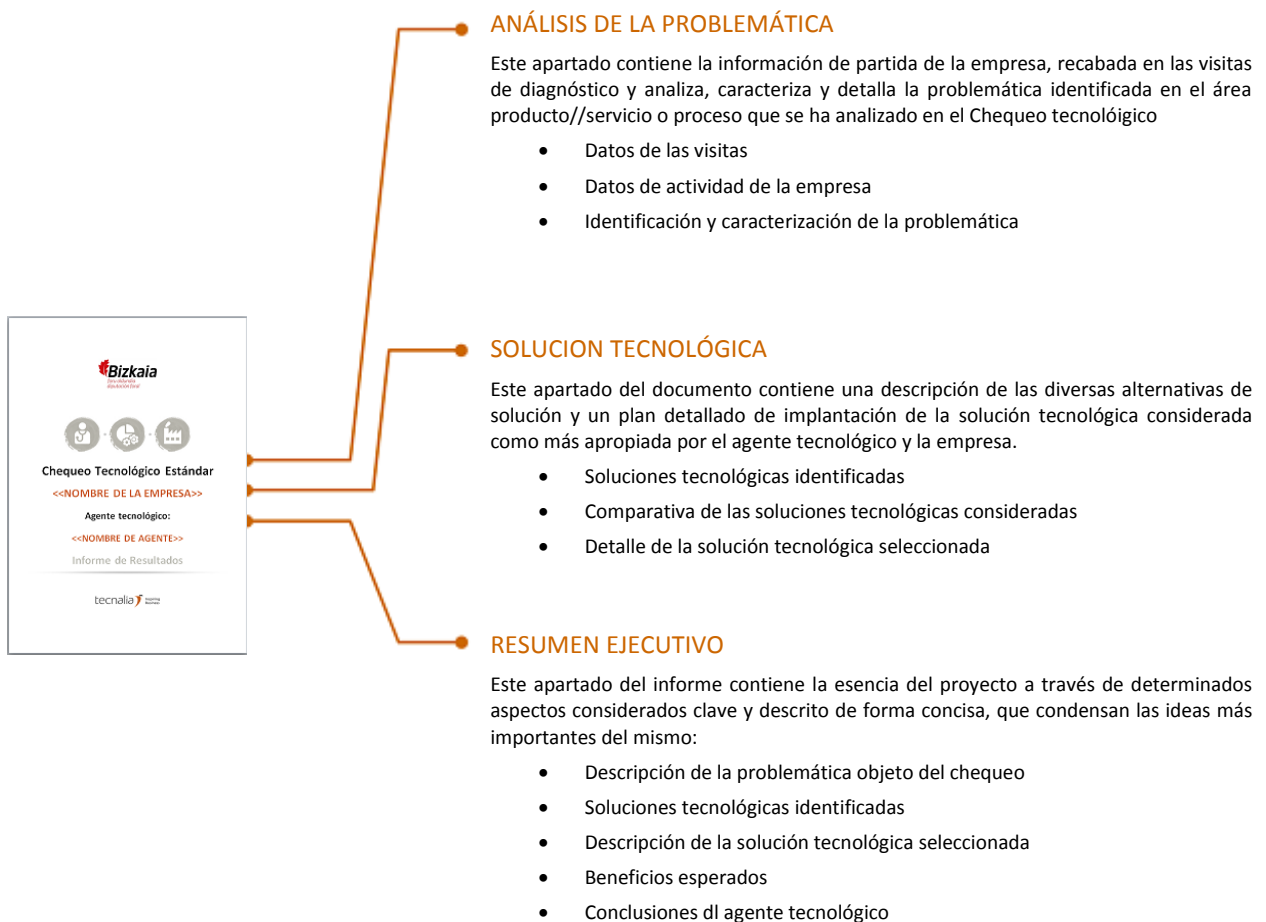 ANÁLISIS DE LA PROBLEMÁTICA
Este apartado contiene la información de partida de la empresa, recabada en las visitas
de diagnóstico y analiza, caracteriza y detalla la problemática identificada en el área
producto//servicio o proceso que se ha analizado en el Chequeo tecnolóigico
• Datos de las visitas
• Datos de actividad de la empresa
• Identificación y caracterización de la problemática
Bizkaia
Chequeo Tecnológico Estándar
<<NOMBRE DE LA EMPRESA>>
Agente tecnológico:
<<NOMBRE DE AGENTE>>
Informe de Resultados
tecnalia
SOLUCION TECNOLÓGICA
Este apartado del documento contiene una descripción de las diversas alternativas de
solución y un plan detallado de implantación de la solución tecnológica considerada
como más apropiada por el agente tecnológico y la empresa.
• Soluciones tecnológicas identificadas
• Comparativa de las soluciones tecnológicas consideradas
• Detalle de la solución tecnológica seleccionada
RESUMEN EJECUTIVO
Este apartado del informe contiene la esencia del proyecto a través de determinados
aspectos considerados clave y descrito de forma concisa, que condensan las ideas más
importantes del mismo:
• Descripción de la problemática objeto del chequeo
• Soluciones tecnológicas identificadas
• Descripción de la solución tecnológica seleccionada
• Beneficios esperados
• Conclusiones dl agente tecnológico